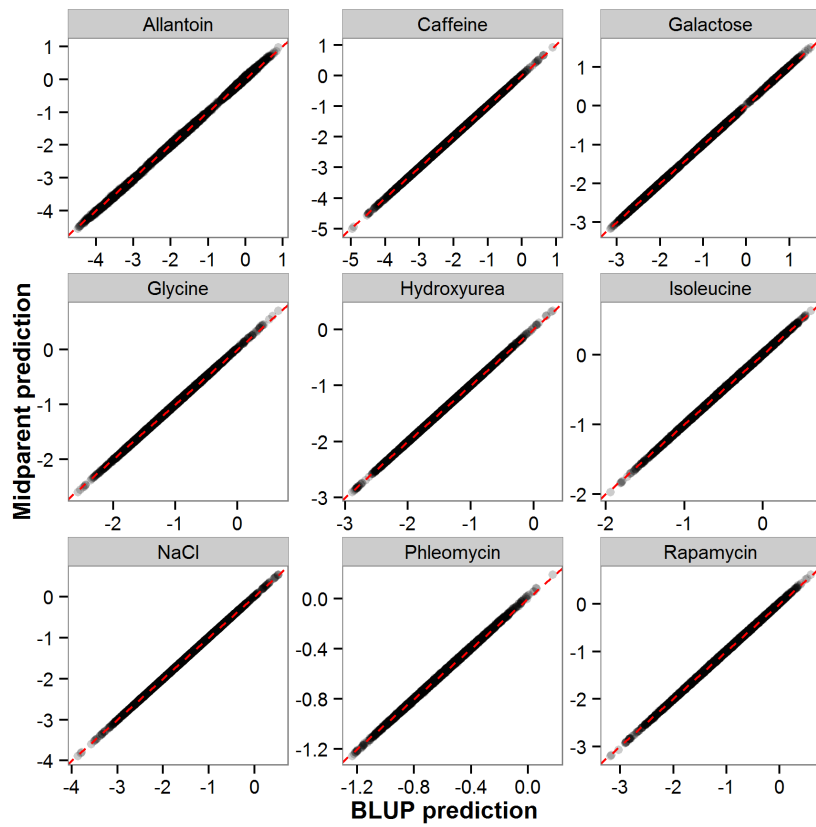 Allantoin Caffeine Galactose
1 1 1
0 0 0
-1 -1 -1
-2 -2 -2
-3 -3 -3
-4 -4
-5
-4 -3 -2 -1 0 1 -5 -4 -3 -2 -1 0 1 -3 -2 -1 0 1
Glycine Hydroxyurea Isoleucine
0 0 0
-1 -1 -1
-2 -2 -2
-3
-2 -1 0 -3 -2 -1 0 -2 -1 0
Midparent prediction
NaCl Phleomycin Rapamycin
0 0.0 0
-1 -0.4 -1
-2 -0.8 -2
-3 -1.2 -3
-4
-4 -3 -2 -1 0 -1.2 -0.8 -0.4 0.0 -3 -2 -1 0
BLUP prediction